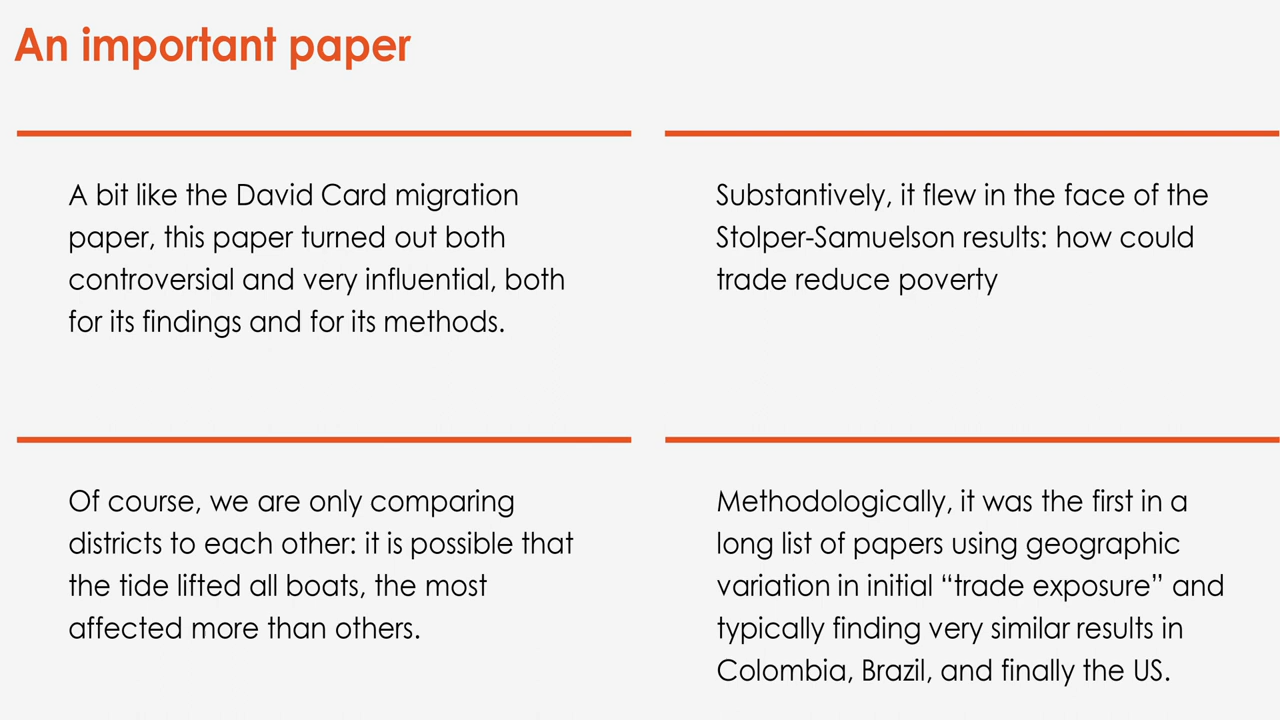 An important paper
A bit like the David Card migration
paper, this paper turned out both
controversial and very influential, both
for its findings and for its methods.
Substantively, it flew in the face of the
Stolper-Samuelson results: how could
trade reduce poverty
Of course, we are only comparing
districts to each other: it is possible that
the tide lifted all boats, the most
affected more than others.
Methodologically, it was the first in a
long list of papers using geographic
variation in initial “trade exposure” and
typically finding very similar results in
Colombia, Brazil, and finally the US.